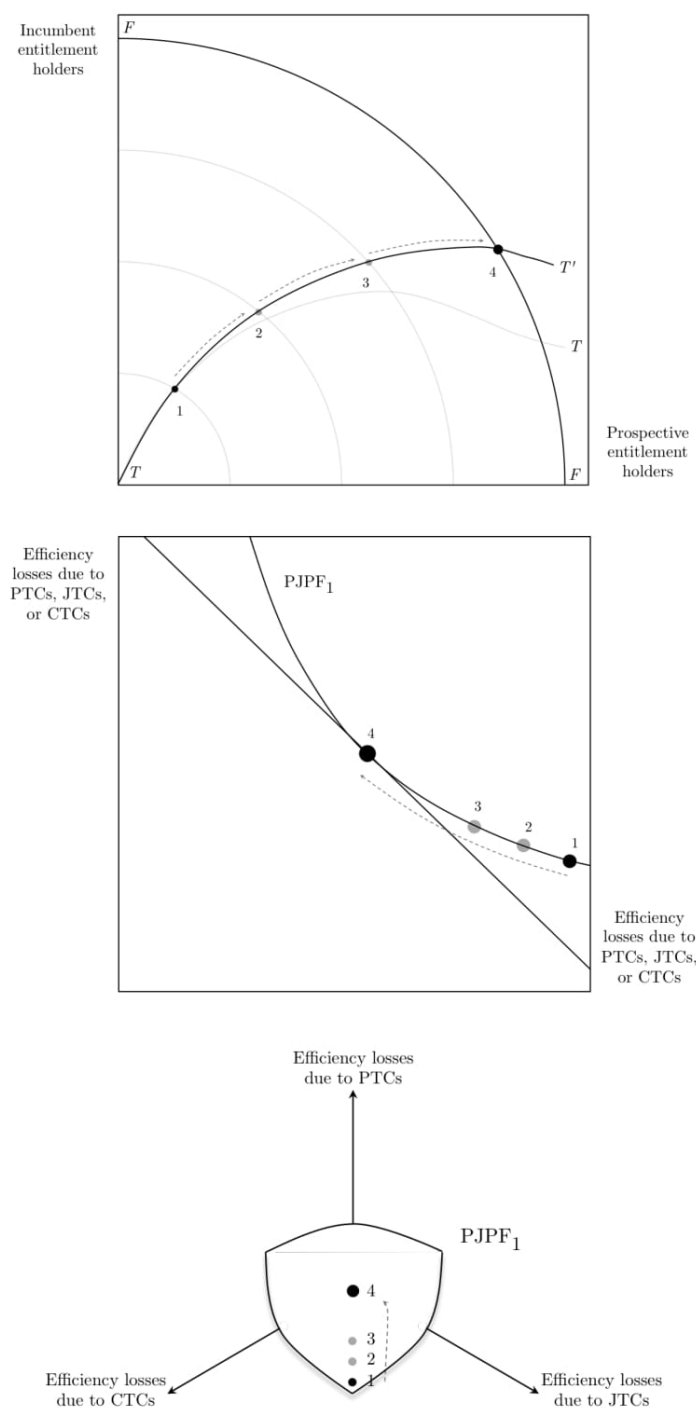 Incumbent
entitlement
holders
F
T′
4
3
2
T
1
T
F
Prospective
entitlement
holders
Efficiency
losses due to
PTCs, JTCs,
or CTCs
PJPF1
4
3
2
1
Efficiency
losses due to
PTCs, JTCs,
or CTCs
Efficiency losses
due to PTCs
PJPF1
4
3
2
1
Efficiency losses
due to CTCs
Efficiency losses
due to JTCs